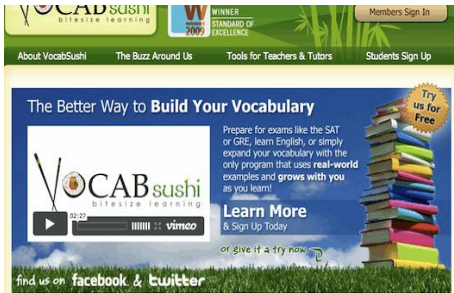 VOCAB sushi
bitesize learning
WINNER
2009
STANDARD OF
EXCELLENCE
Members Sign In
About VocabSushi
The Buzz Around Us
Tools for Teachers & Tutors
Students Sign Up
The Better Way to Build Your Vocabulary
Try
us for
Free
Prepare for exams like the SAT
or GRE, learn English, or simply
expand your vocabulary with the
only program that uses real-world
examples and grows with you
as you learn!
VOCAB sushi
bitesize learning
02:27
vimeo
Learn More
& Sign Up Today
or give it a try now
find us on facebook & twitter